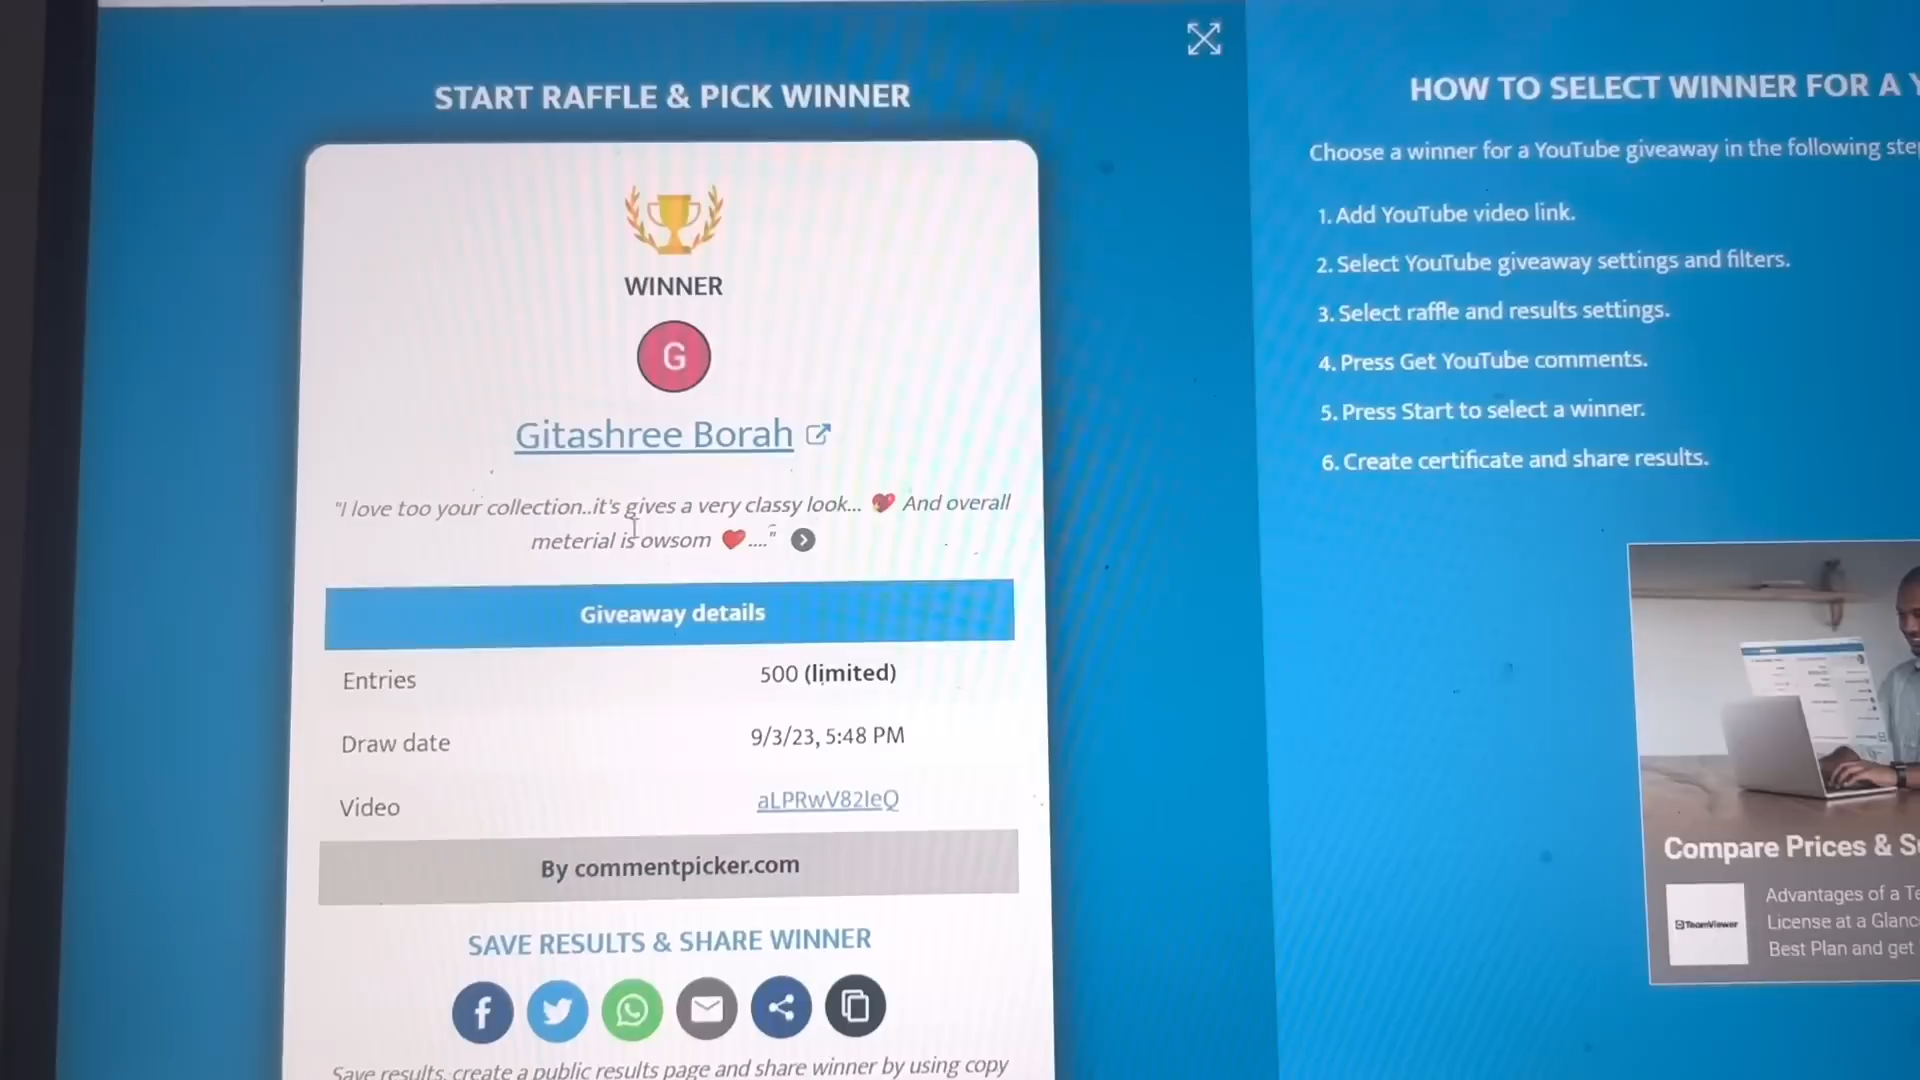 START RAFFLE & PICK WINNER
WINNER
G
Gitashree Borah
"I love too your collection..it's gives a very classy look... ❤️ And overall
meterial is owsom ❤️...."
Giveaway details
Entries 500 (limited)
Draw date 9/3/23, 5:48 PM
Video aLPRwV82IeQ
By commentpicker.com
SAVE RESULTS & SHARE WINNER
Save results, create a public results page and share winner by using copy
HOW TO SELECT WINNER FOR A
Choose a winner for a YouTube giveaway in the following
1. Add YouTube video link.
2. Select YouTube giveaway settings and filters.
3. Select raffle and results settings.
4. Press Get YouTube comments.
5. Press Start to select a winner.
6. Create certificate and share results.
Compare Prices &
TeamViewer
Advantages of a
License at a
Best Plan and get